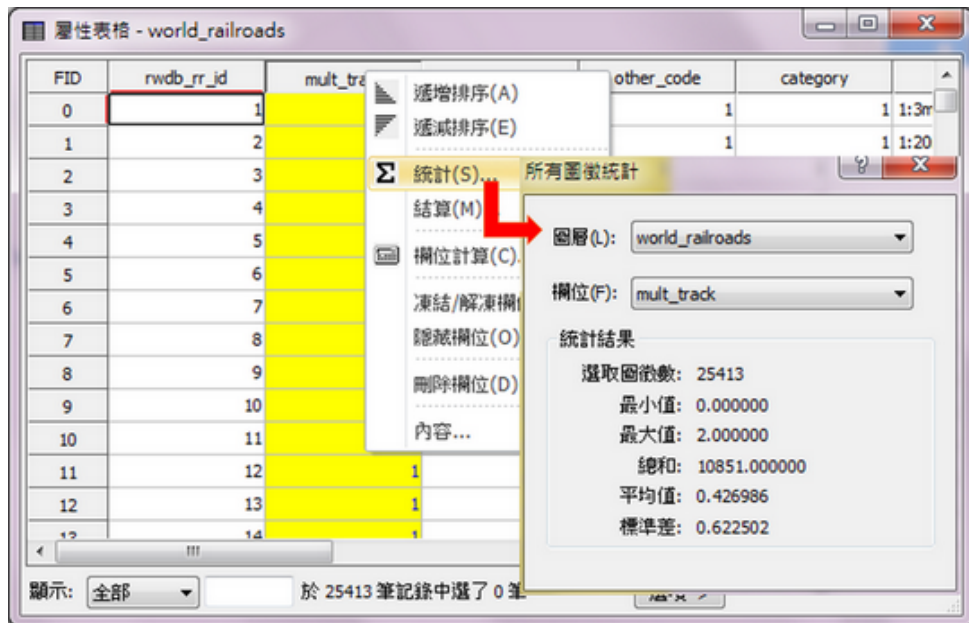 屬性表格 - world_railroads
FID rwdb_rr_id mult_tra other_code category
0 1 1 1 1:3m
1 2 1 1 1:20
2 3
3 4
4 5
5 6
6 7
7 8
8 9
9 10
10 11
11 12 1
12 13 1
13 14 1
遞增排序(A)
遞減排序(E)
Σ 統計(S)...
結算(M)
欄位計算(C).
凍結/解凍欄
隱藏欄位(O)
刪除欄位(D)
內容...
所有圖徵統計
圖層(L): world_railroads
欄位(F): mult_track
統計結果
選取圖徵數: 25413
最小值: 0.000000
最大值: 2.000000
總和: 10851.000000
平均值: 0.426986
標準差: 0.622502
顯示: 全部 於 25413 筆記錄中選了 0 筆